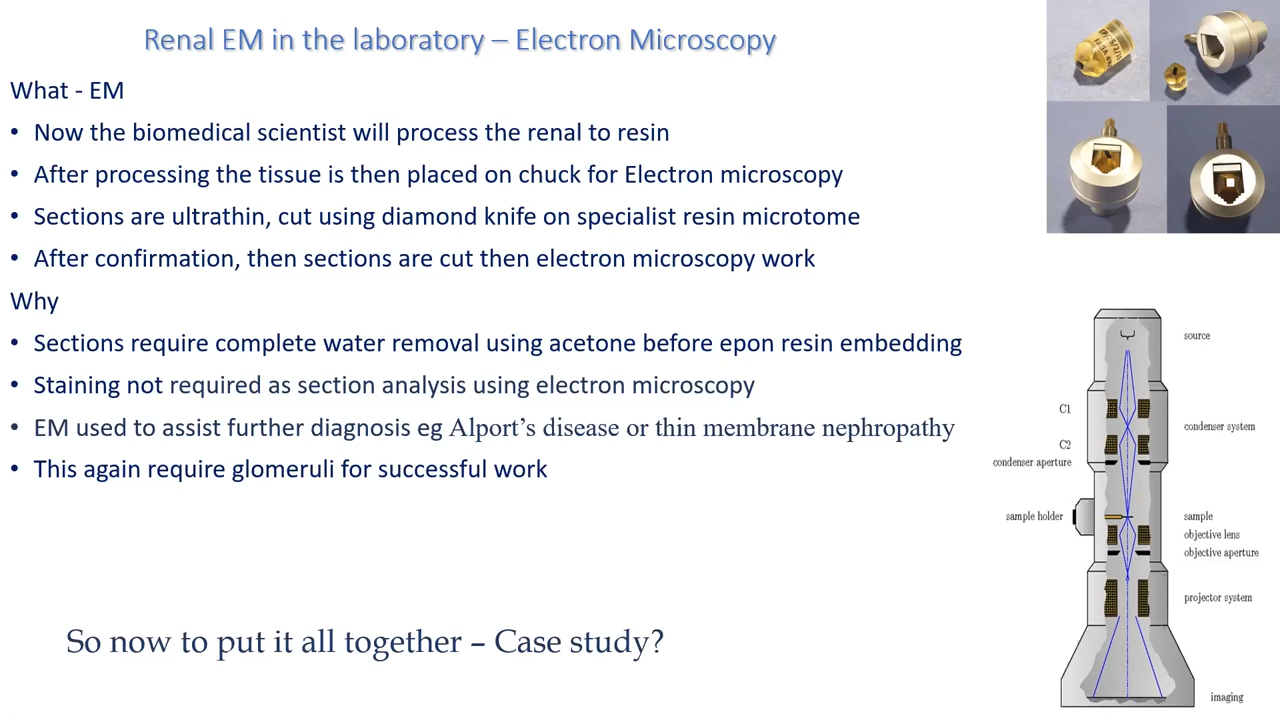 Renal EM in the laboratory – Electron Microscopy
What - EM
• Now the biomedical scientist will process the renal to resin
• After processing the tissue is then placed on chuck for Electron microscopy
• Sections are ultrathin, cut using diamond knife on specialist resin microtome
• After confirmation, then sections are cut then electron microscopy work
Why
• Sections require complete water removal using acetone before epon resin embedding
• Staining not required as section analysis using electron microscopy
• EM used to assist further diagnosis eg Alport’s disease or thin membrane nephropathy
• This again require glomeruli for successful work
So now to put it all together – Case study?
source
C1
condenser system
C2
condenser aperture
sample holder
sample
objective lens
objective aperture
projector system
imaging